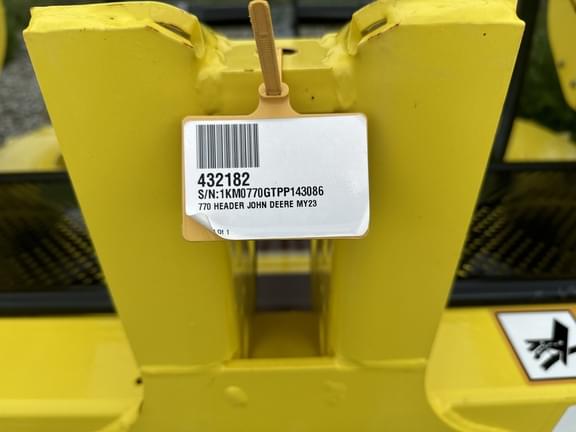 432182
S/N:1KM0770GTPP143086
770 HEADER JOHN DEERE MY23